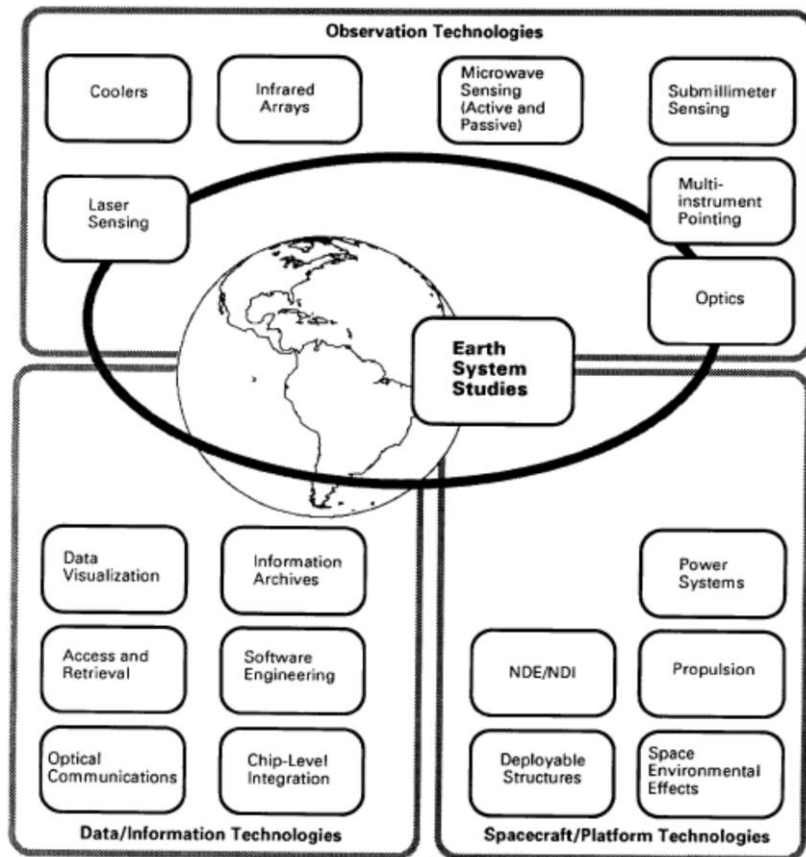 Observation Technologies
Coolers
Infrared
Arrays
Microwave
Sensing
(Active and
Passive)
Submillimeter
Sensing
Laser
Sensing
Multi-
instrument
Pointing
Optics
Earth
System
Studies
Data
Visualization
Information
Archives
Access and
Retrieval
Software
Engineering
Optical
Communications
Chip-Level
Integration
Data/Information Technologies
Power
Systems
NDE/NDI
Propulsion
Deployable
Structures
Space
Environmental
Effects
Spacecraft/Platform Technologies